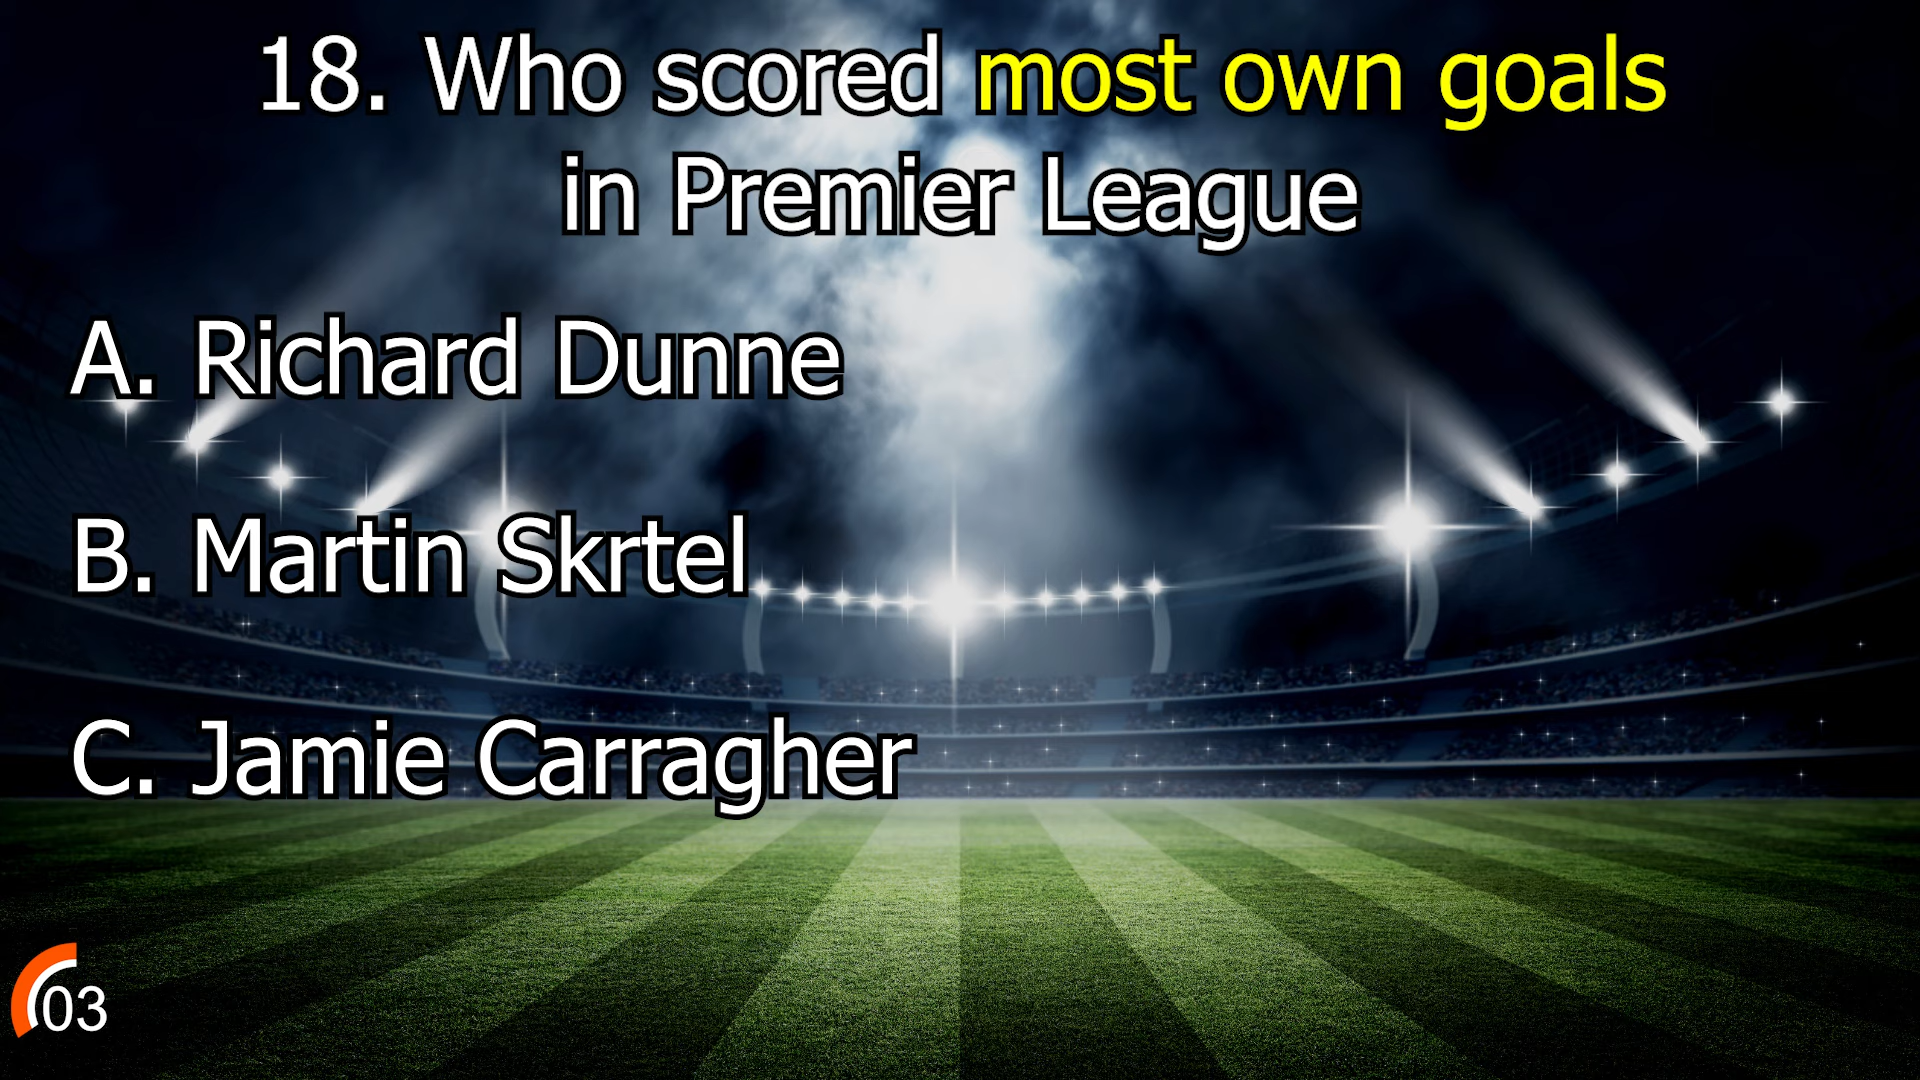 18. Who scored most own goals
in Premier League
A. Richard Dunne
B. Martin Skrtel
C. Jamie Carragher
03